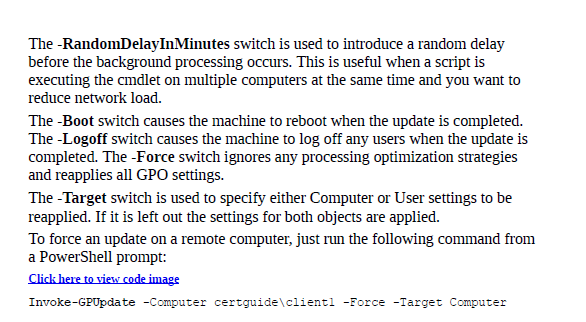 The -RandomDelayInMinutes switch is used to introduce a random delay
before the background processing occurs. This is useful when a script is
executing the cmdlet on multiple computers at the same time and you want to
reduce network load.
The -Boot switch causes the machine to reboot when the update is completed.
The -Logoff switch causes the machine to log off any users when the update is
completed. The -Force switch ignores any processing optimization strategies
and reapplies all GPO settings.
The -Target switch is used to specify either Computer or User settings to be
reapplied. If it is left out the settings for both objects are applied.
To force an update on a remote computer, just run the following command from
a PowerShell prompt:
Click here to view code image
Invoke-GPUpdate -Computer certguide\client1 -Force -Target Computer